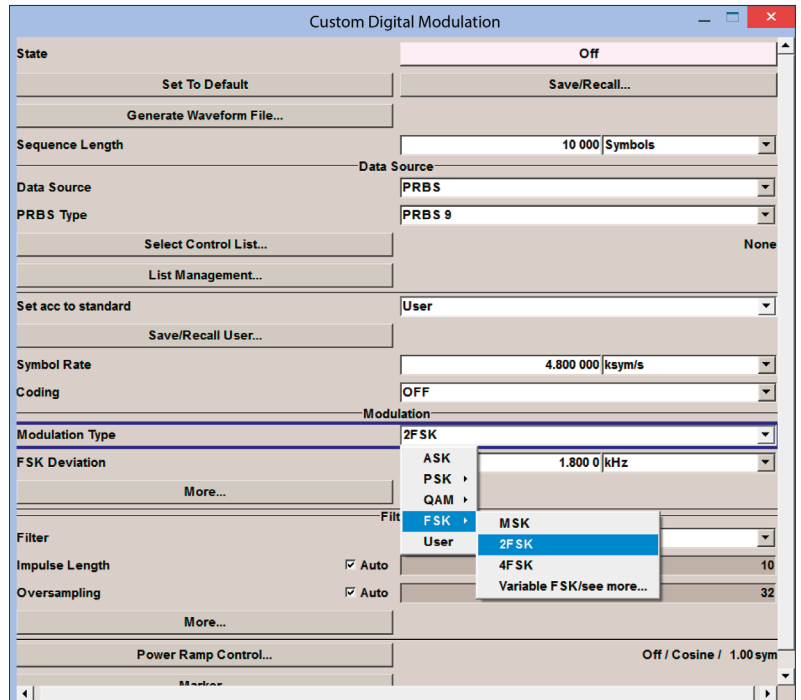 Custom Digital Modulation
State Off
Set To Default Save/Recall...
Generate Waveform File...
Sequence Length 10 000 Symbols
Data Source
Data Source PRBS
PRBS Type PRBS 9
Select Control List... None
List Management...
Set acc to standard User
Save/Recall User...
Symbol Rate 4.800 000 ksym/s
Coding OFF
Modulation
Modulation Type 2FSK
FSK Deviation 1.800 0 kHz
ASK
PSK
QAM
FSK
User
MSK
2FSK
4FSK
Variable FSK/see more...
More...
Filt
Filter
Impulse Length Auto 10
Oversampling Auto 32
More...
Power Ramp Control... Off / Cosine / 1.00 sym
Marker